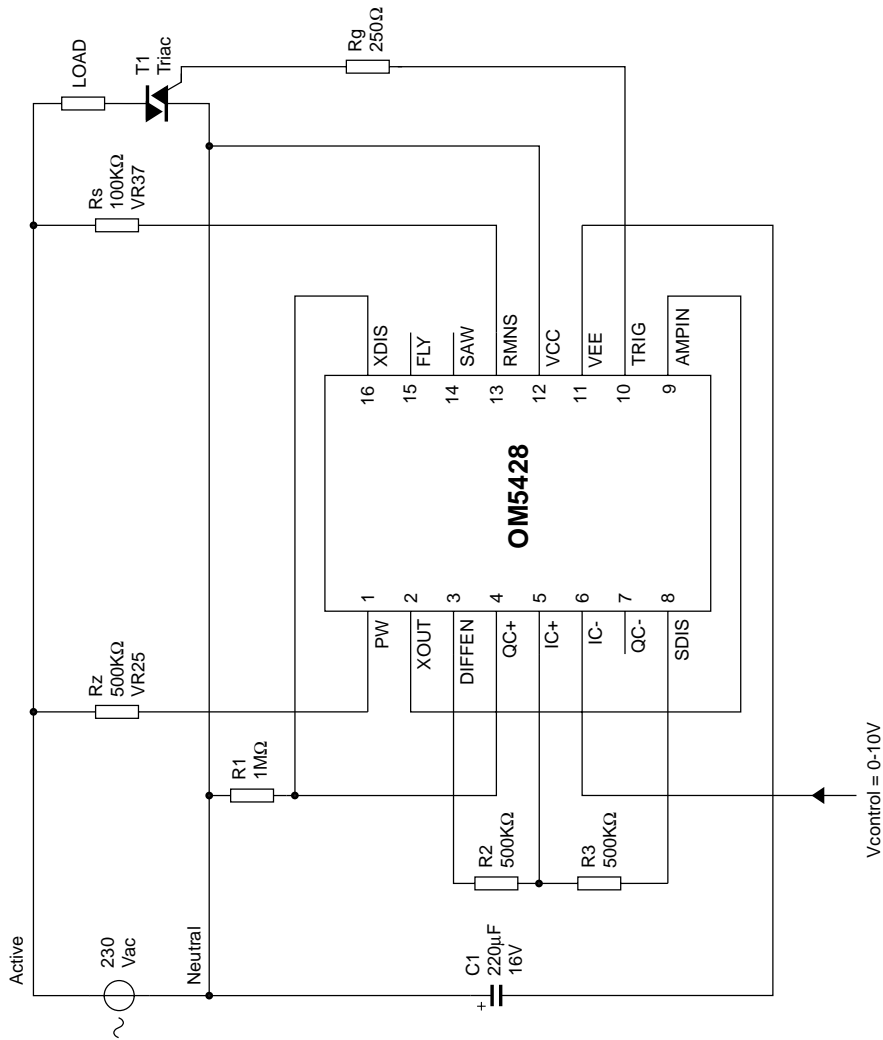 Active
230
Vac
~
Neutral
Rz
500KΩ
VR25
Rs
100KΩ
VR37
LOAD
T1
Triac
Rg
250Ω
R1
1MΩ
C1
220µF
16V
+
R2
500KΩ
R3
500KΩ
OM5428
1
2
3
4
5
6
7
8
PW
XOUT
DIFFEN
QC+
IC+
IC-
QC-
SDIS
16
15
14
13
12
11
10
9
XDIS
FLY
SAW
RMNS
VCC
VEE
TRIG
AMPIN
Vcontrol = 0-10V